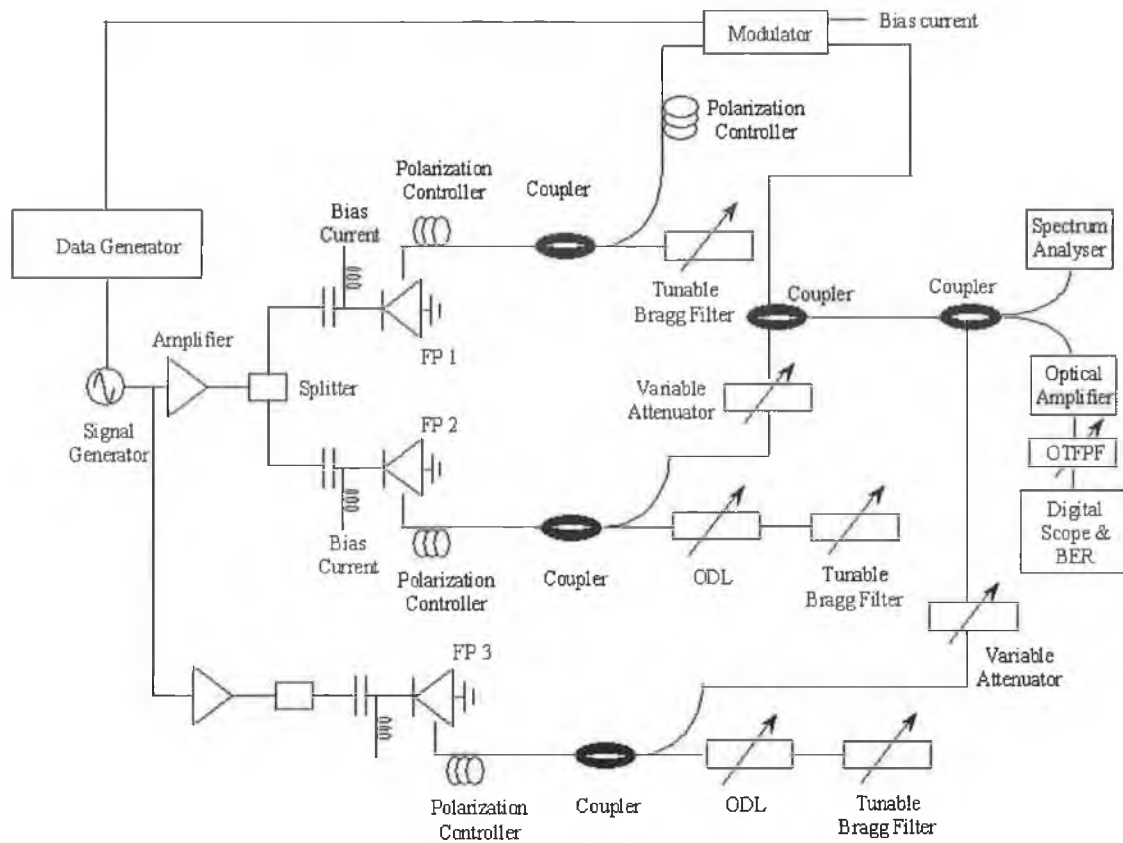 Modulator
Bias current
Polarization
Controller
Polarization
Controller
Coupler
Bias
Current
Data Generator
Spectrum
Analyser
Tunable
Bragg Filter
Coupler
Coupler
Amplifier
FP 1
Splitter
Signal
Generator
Variable
Attenuator
Optical
Amplifier
FP 2
OTFPF
Digital
Scope &
BER
Bias
Current
Polarization
Controller
Coupler
ODL
Tunable
Bragg Filter
FP 3
Variable
Attenuator
Polarization
Controller
Coupler
ODL
Tunable
Bragg Filter